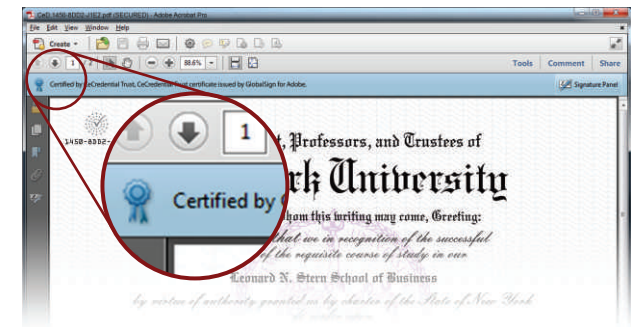 CeD 1450-8DD2-J1E2.pdf (SECURED) - Adobe Acrobat Pro
File Edit View Window Help
Create
1 88.6% Tools Comment Share
Certified by CeCredential Trust, CeCredential Trust certificate issued by GlobalSign for Adobe. Signature Panel
1
Certified by
1450-8DD2-
t, Professors, and Trustees of
rk University
hom this writing may come, Greeting:
that we in recognition of the successful
of the requisite course of study in our
Leonard N. Stern School of Business
by virtue of authority granted us by charter of the State of New York